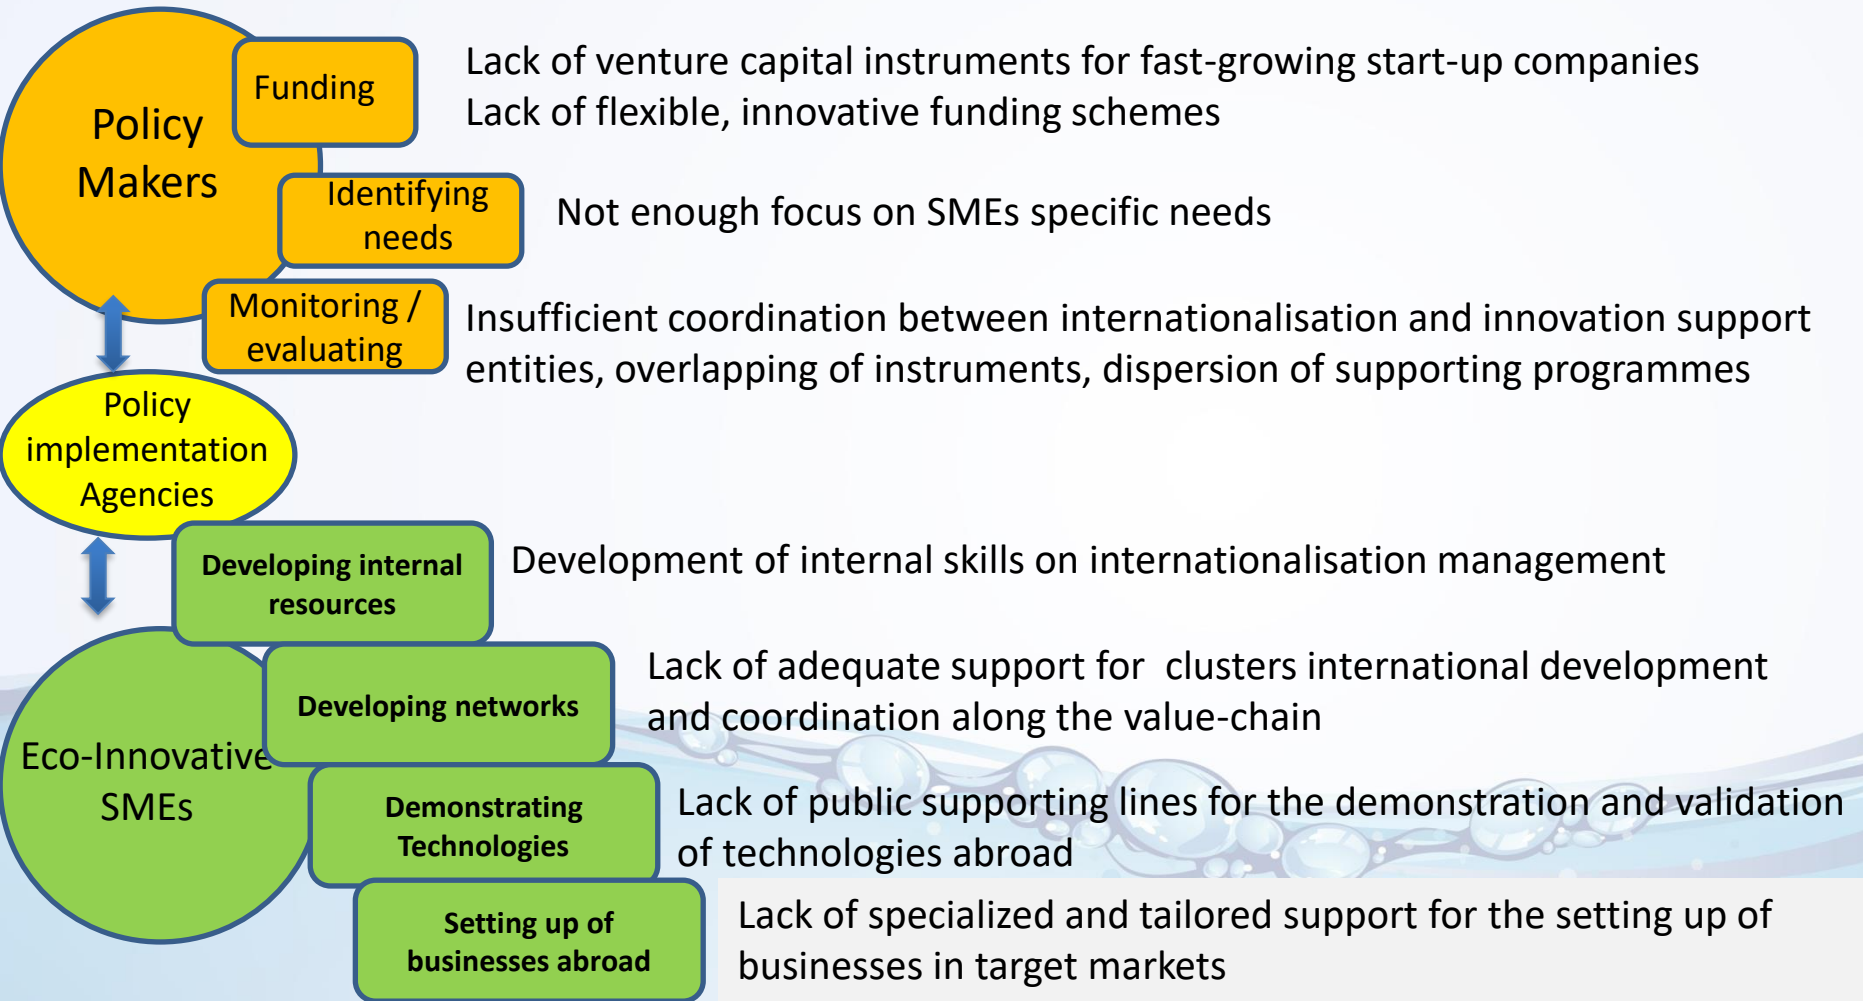 Policy
Makers
Funding
Lack of venture capital instruments for fast-growing start-up companies
Lack of flexible, innovative funding schemes
Identifying
needs
Not enough focus on SMEs specific needs
Monitoring /
evaluating
Insufficient coordination between internationalisation and innovation support
entities, overlapping of instruments, dispersion of supporting programmes
Policy
implementation
Agencies
Developing internal
resources
Development of internal skills on internationalisation management
Eco-Innovative
SMEs
Developing networks
Lack of adequate support for  clusters international development
and coordination along the value-chain
Demonstrating
Technologies
Lack of public supporting lines for the demonstration and validation
of technologies abroad
Setting up of
businesses abroad
Lack of specialized and tailored support for the setting up of
businesses in target markets